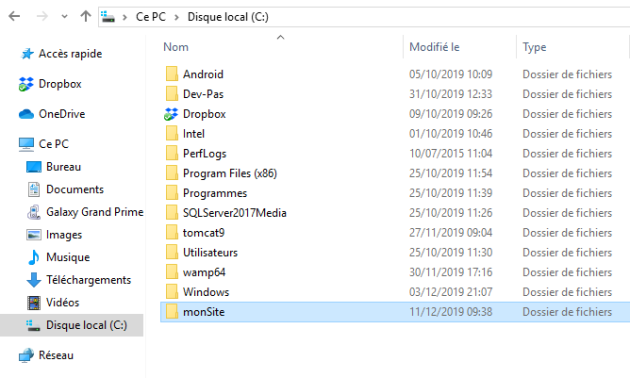 Ce PC > Disque local (C:)
Nom Modifié le Type
Accès rapide
Dropbox
OneDrive
Ce PC
Bureau
Documents
Galaxy Grand Prime
Images
Musique
Téléchargements
Vidéos
Disque local (C:)
Réseau
Android 05/10/2019 10:09 Dossier de fichiers
Dev-Pas 31/10/2019 12:33 Dossier de fichiers
Dropbox 09/10/2019 09:26 Dossier de fichiers
Intel 01/10/2019 10:46 Dossier de fichiers
PerfLogs 10/07/2015 11:04 Dossier de fichiers
Program Files (x86) 25/10/2019 11:54 Dossier de fichiers
Programmes 25/10/2019 11:39 Dossier de fichiers
SQLServer2017Media 25/10/2019 11:26 Dossier de fichiers
tomcat9 27/11/2019 09:04 Dossier de fichiers
Utilisateurs 25/10/2019 11:30 Dossier de fichiers
wamp64 30/11/2019 17:16 Dossier de fichiers
Windows 03/12/2019 21:07 Dossier de fichiers
monSite 11/12/2019 09:38 Dossier de fichiers